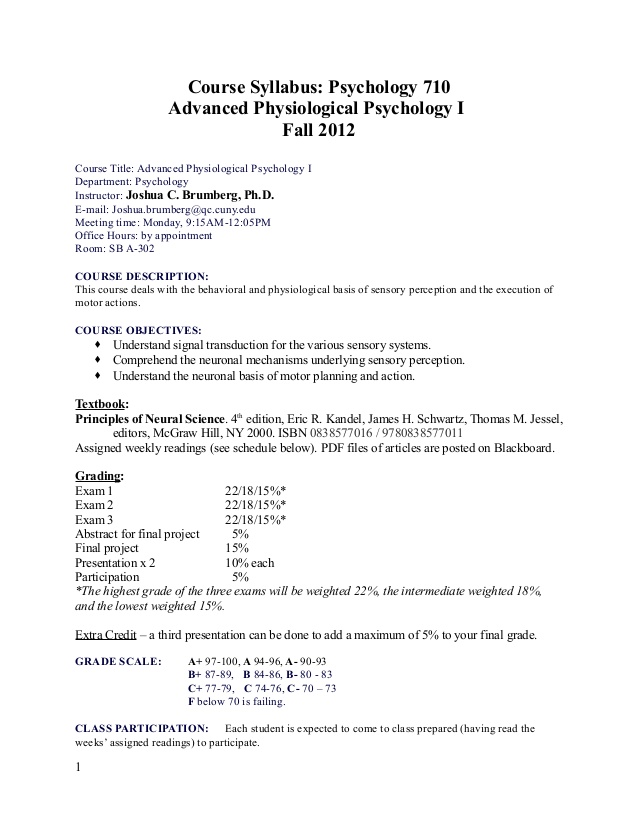 Course Syllabus: Psychology 710
Advanced Physiological Psychology I
Fall 2012
Course Title: Advanced Physiological Psychology I
Department: Psychology
Instructor: Joshua C. Brumberg, Ph.D.
E-mail: Joshua.brumberg@qc.cuny.edu
Meeting time: Monday, 9:15AM-12:05PM
Office Hours: by appointment
Room: SB A-302
COURSE DESCRIPTION:
This course deals with the behavioral and physiological basis of sensory perception and the execution of
motor actions.
COURSE OBJECTIVES:
♦ Understand signal transduction for the various sensory systems.
♦ Comprehend the neuronal mechanisms underlying sensory perception.
♦ Understand the neuronal basis of motor planning and action.
Textbook:
Principles of Neural Science. 4th edition, Eric R. Kandel, James H. Schwartz, Thomas M. Jessel,
editors, McGraw Hill, NY 2000. ISBN 0838577016 / 9780838577011
Assigned weekly readings (see schedule below). PDF files of articles are posted on Blackboard.
Grading:
Exam 1 22/18/15%*
Exam 2 22/18/15%*
Exam 3 22/18/15%*
Abstract for final project 5%
Final project 15%
Presentation x 2 10% each
Participation 5%
*The highest grade of the three exams will be weighted 22%, the intermediate weighted 18%,
and the lowest weighted 15%.
Extra Credit – a third presentation can be done to add a maximum of 5% to your final grade.
GRADE SCALE: A+ 97-100, A 94-96, A- 90-93
B+ 87-89, B 84-86, B- 80 - 83
C+ 77-79, C 74-76, C- 70 – 73
F below 70 is failing.
CLASS PARTICIPATION: Each student is expected to come to class prepared (having read the
weeks’ assigned readings) to participate.
1